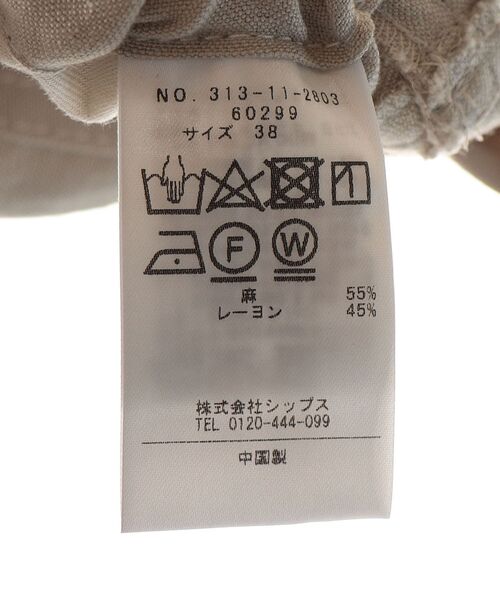 NO. 313-11-2803
60299
サイズ 38
F W
麻 55%
レーヨン 45%
株式会社シップス
TEL 0120-444-099
中国製